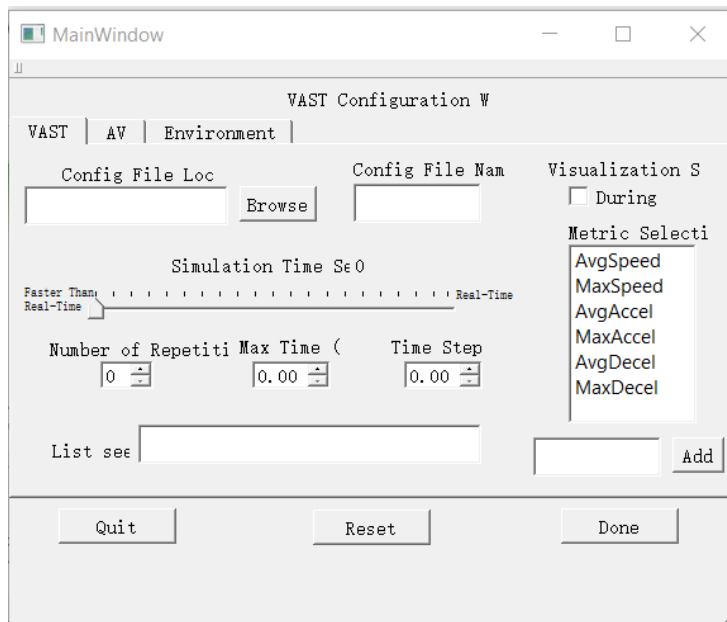 MainWindow
VAST Configuration W
VAST
AV
Environment
Config File Loc
Config File Nam
Visualization S
Browse
During
Metric Selecti
AvgSpeed
MaxSpeed
AvgAccel
MaxAccel
AvgDecel
MaxDecel
Simulation Time Se0
Faster Than
Real-Time
Real-Time
Number of Repetiti
Max Time (
Time Step
0
0.00
0.00
List see
Add
Quit
Reset
Done